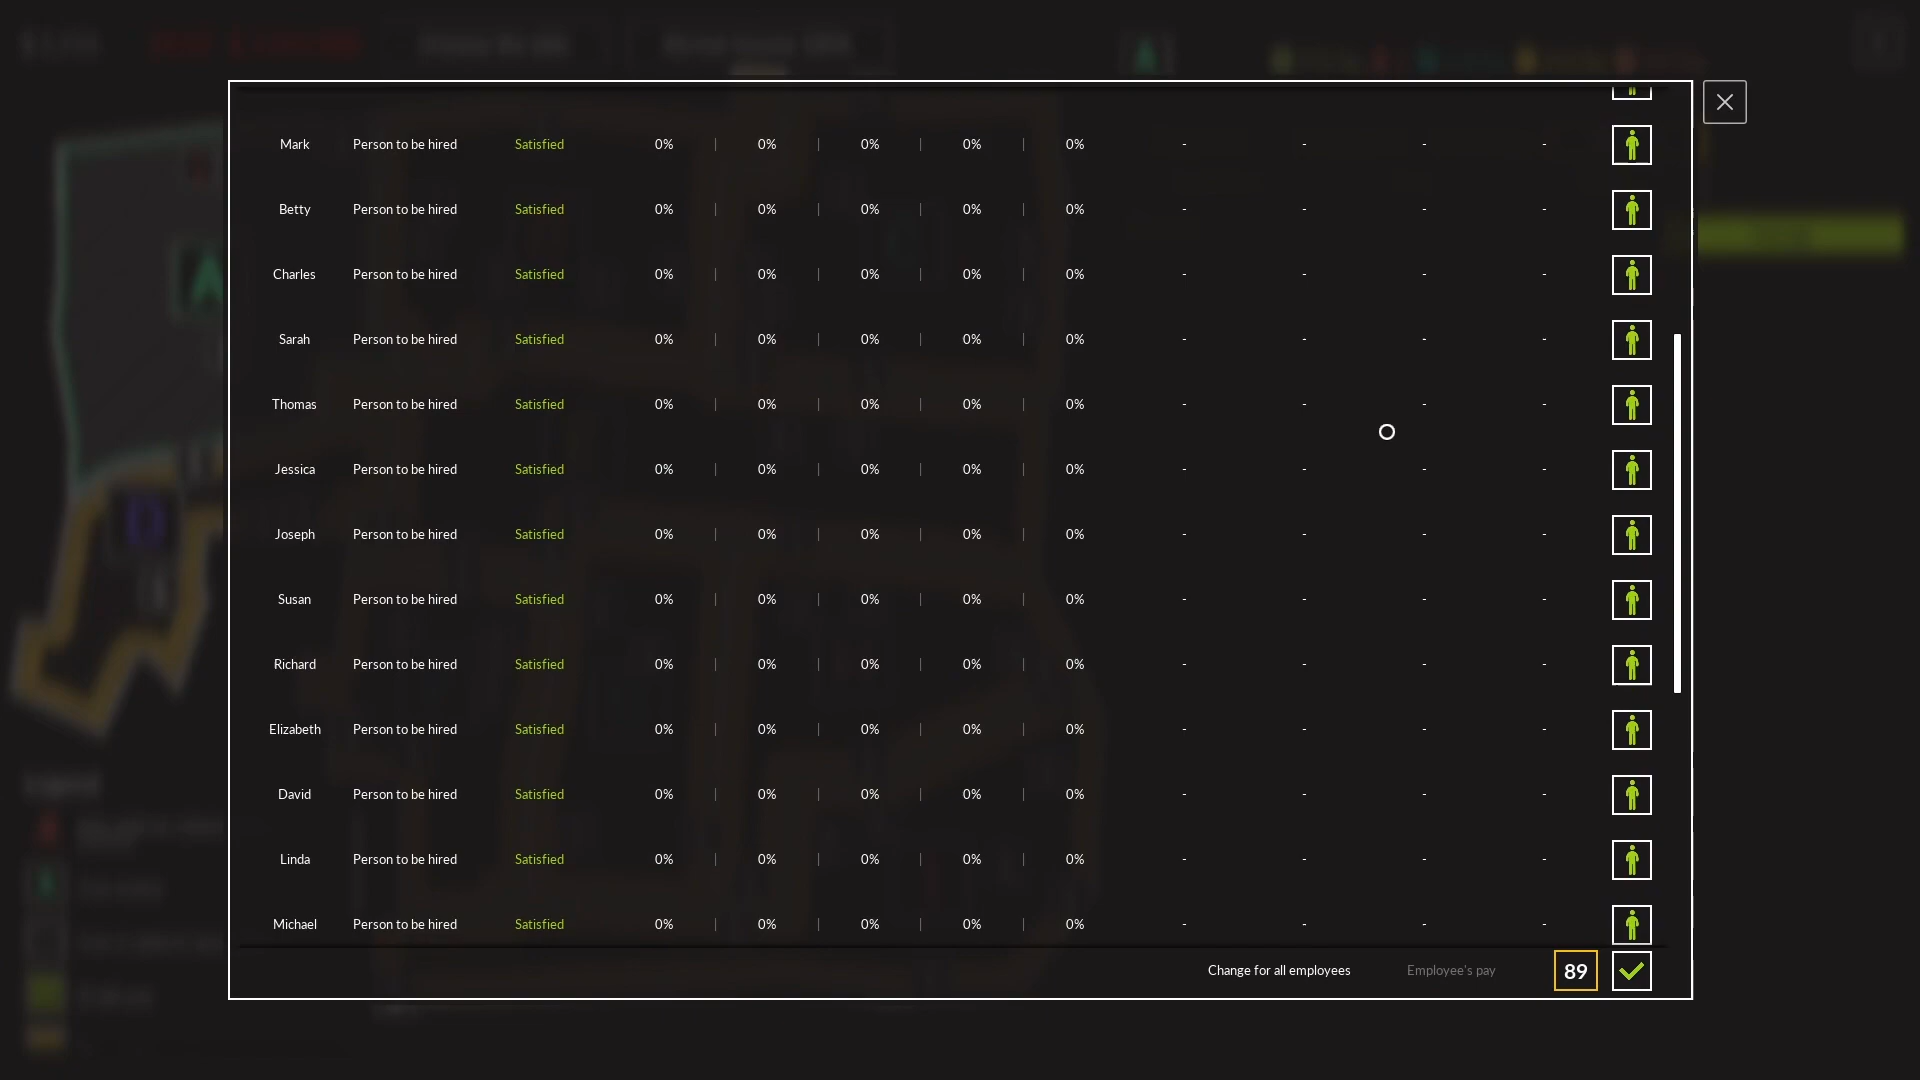 Mark Person to be hired Satisfied 0% | 0% | 0% | 0% | 0% - - - -
Betty Person to be hired Satisfied 0% | 0% | 0% | 0% | 0% - - - -
Charles Person to be hired Satisfied 0% | 0% | 0% | 0% | 0% - - - -
Sarah Person to be hired Satisfied 0% | 0% | 0% | 0% | 0% - - - -
Thomas Person to be hired Satisfied 0% | 0% | 0% | 0% | 0% - - - -
Jessica Person to be hired Satisfied 0% | 0% | 0% | 0% | 0% - - - -
Joseph Person to be hired Satisfied 0% | 0% | 0% | 0% | 0% - - - -
Susan Person to be hired Satisfied 0% | 0% | 0% | 0% | 0% - - - -
Richard Person to be hired Satisfied 0% | 0% | 0% | 0% | 0% - - - -
Elizabeth Person to be hired Satisfied 0% | 0% | 0% | 0% | 0% - - - -
David Person to be hired Satisfied 0% | 0% | 0% | 0% | 0% - - - -
Linda Person to be hired Satisfied 0% | 0% | 0% | 0% | 0% - - - -
Michael Person to be hired Satisfied 0% | 0% | 0% | 0% | 0% - - - -
Change for all employees Employee's pay 89
A
A
D